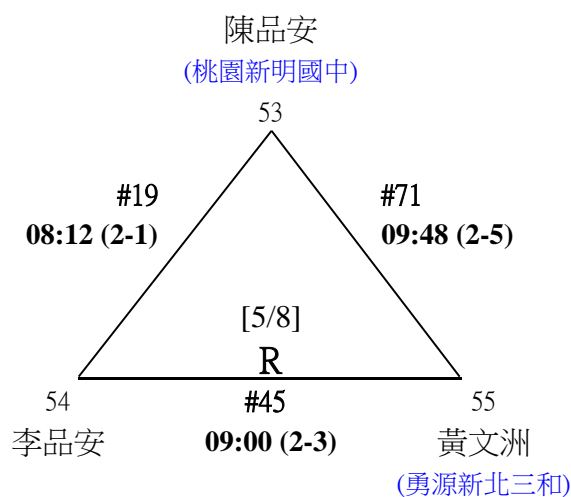 陳品安
(桃園新明國中)
53
#19
#71
08:12 (2-1)
09:48 (2-5)
[5/8]
R
54
#45
55
李品安
09:00 (2-3)
黃文洲
(勇源新北三和)